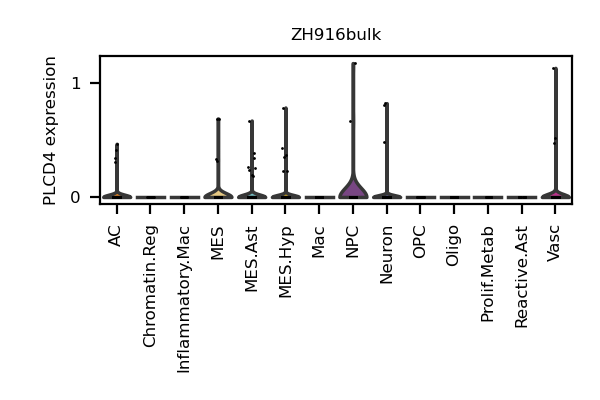 ZH916bulk
PLCD4 expression
1
0
AC
Chromatin.Reg
Inflammatory.Mac
MES
MES.Ast
MES.Hyp
Mac
NPC
Neuron
OPC
Oligo
Prolif.Metab
Reactive.Ast
Vasc